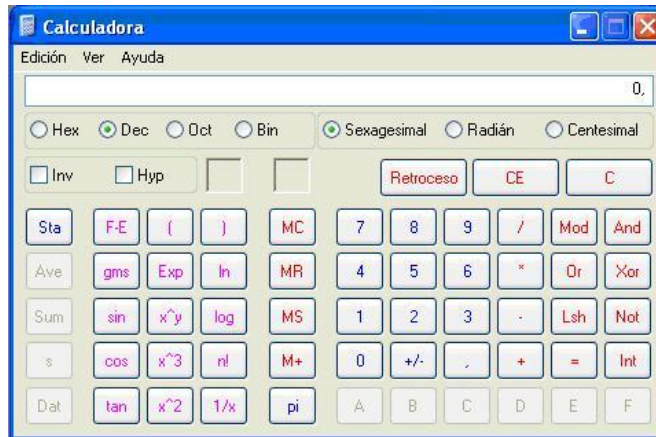 Calculadora
Edición Ver Ayuda
0,
Hex Dec Oct Bin Sexagesimal Radián Centesimal
Inv Hyp Retroceso CE C
Sta F-E ( ) MC 7 8 9 / Mod And
Ave gms Exp ln MR 4 5 6 * Or Xor
Sum sin x^y log MS 1 2 3 - Lsh Not
s cos x^3 n! M+ 0 +/- , + = Int
Dat tan x^2 1/x pi A B C D E F